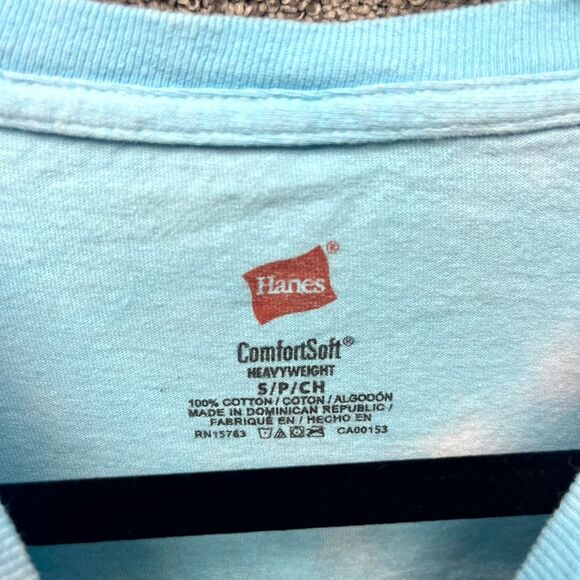 Hanes®
ComfortSoft®
HEAVYWEIGHT
S/P/CH
100% COTTON / COTON / ALGODÓN
MADE IN DOMINICAN REPUBLIC /
FABRIQUÉ EN / HECHO EN
RN15763 CA00153